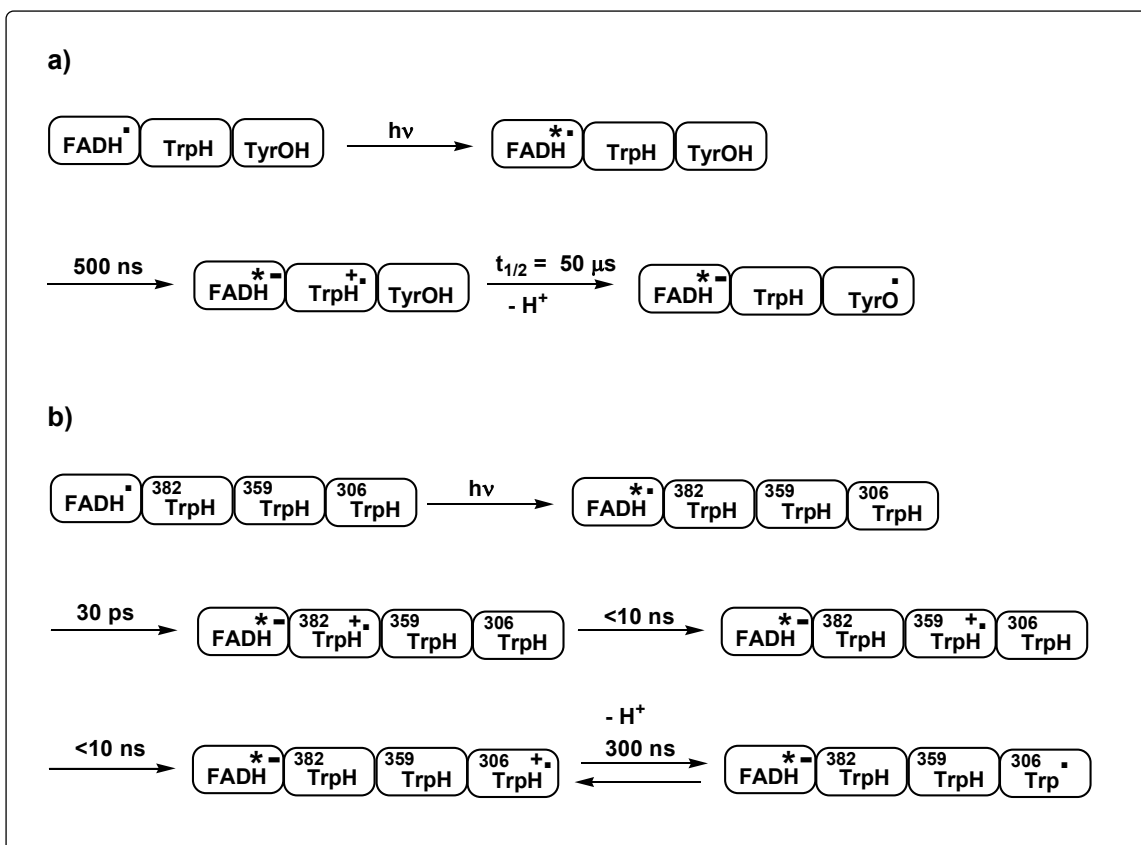 a)
hν
FADH▪ TrpH TyrOH FADH*▪ TrpH TyrOH
500 ns t1/2 = 50 μs
FADH*- TrpH+▪ TyrOH - H+ FADH*- TrpH TyrO▪
b)
hν
FADH▪ 382 TrpH 359 TrpH 306 TrpH FADH*▪ 382 TrpH 359 TrpH 306 TrpH
30 ps <10 ns
FADH*- 382 TrpH+▪ 359 TrpH 306 TrpH FADH*- 382 TrpH 359 TrpH+▪ 306 TrpH
- H+
<10 ns 300 ns
FADH*- 382 TrpH 359 TrpH 306 TrpH+▪ FADH*- 382 TrpH 359 TrpH 306 Trp▪